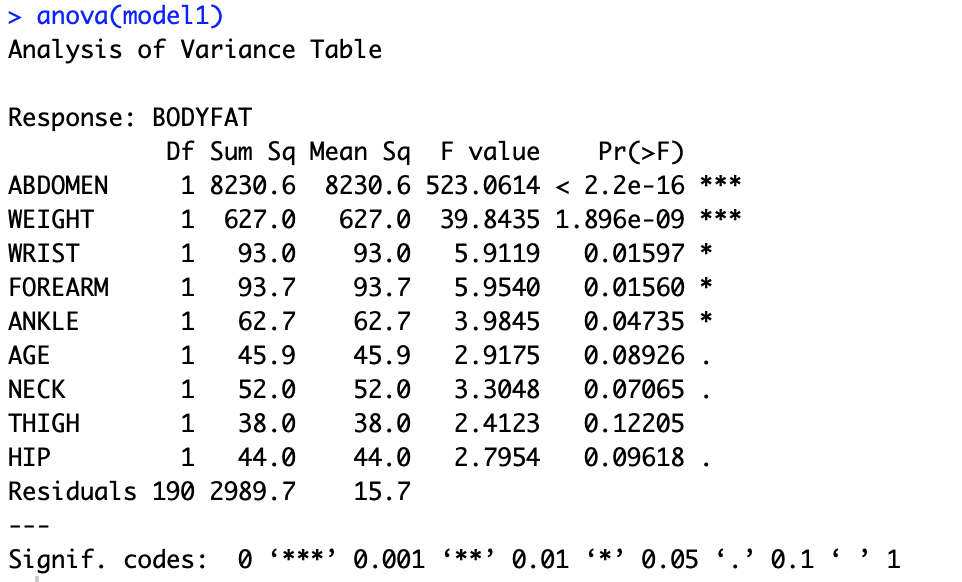 > anova(model1)
Analysis of Variance Table

Response: BODYFAT
           Df Sum Sq Mean Sq  F value    Pr(>F)
ABDOMEN     1 8230.6  8230.6 523.0614 < 2.2e-16 ***
WEIGHT      1  627.0   627.0  39.8435 1.896e-09 ***
WRIST       1   93.0    93.0   5.9119   0.01597 *
FOREARM     1   93.7    93.7   5.9540   0.01560 *
ANKLE       1   62.7    62.7   3.9845   0.04735 *
AGE         1   45.9    45.9   2.9175   0.08926 .
NECK        1   52.0    52.0   3.3048   0.07065 .
THIGH       1   38.0    38.0   2.4123   0.12205
HIP         1   44.0    44.0   2.7954   0.09618 .
Residuals 190 2989.7    15.7
---
Signif. codes:  0 ‘***’ 0.001 ‘**’ 0.01 ‘*’ 0.05 ‘.’ 0.1 ‘ ’ 1